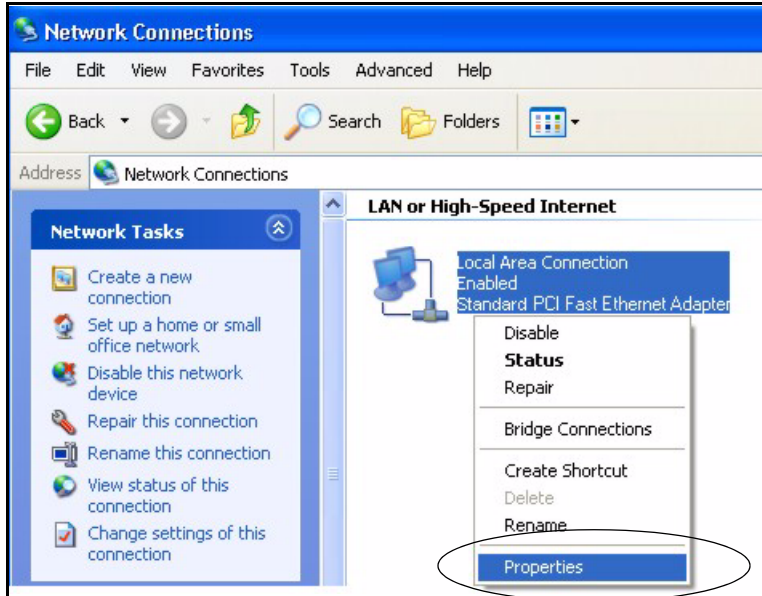 Network Connections
File Edit View Favorites Tools Advanced Help
Back Search Folders
Address Network Connections
Network Tasks
Create a new
connection
Set up a home or small
office network
Disable this network
device
Repair this connection
Rename this connection
View status of this
connection
Change settings of this
connection
LAN or High-Speed Internet
Local Area Connection
Enabled
Standard PCI Fast Ethernet Adapter
Disable
Status
Repair
Bridge Connections
Create Shortcut
Delete
Rename
Properties